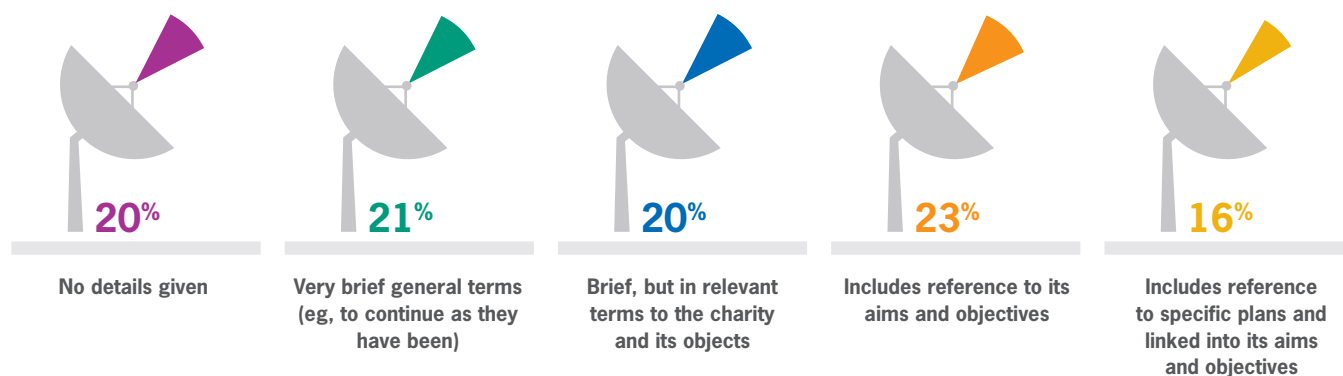 20%
No details given
21%
Very brief general terms
(eg, to continue as they
have been)
20%
Brief, but in relevant
terms to the charity
and its objects
23%
Includes reference to its
aims and objectives
16%
Includes reference
to specific plans and
linked into its aims
and objectives